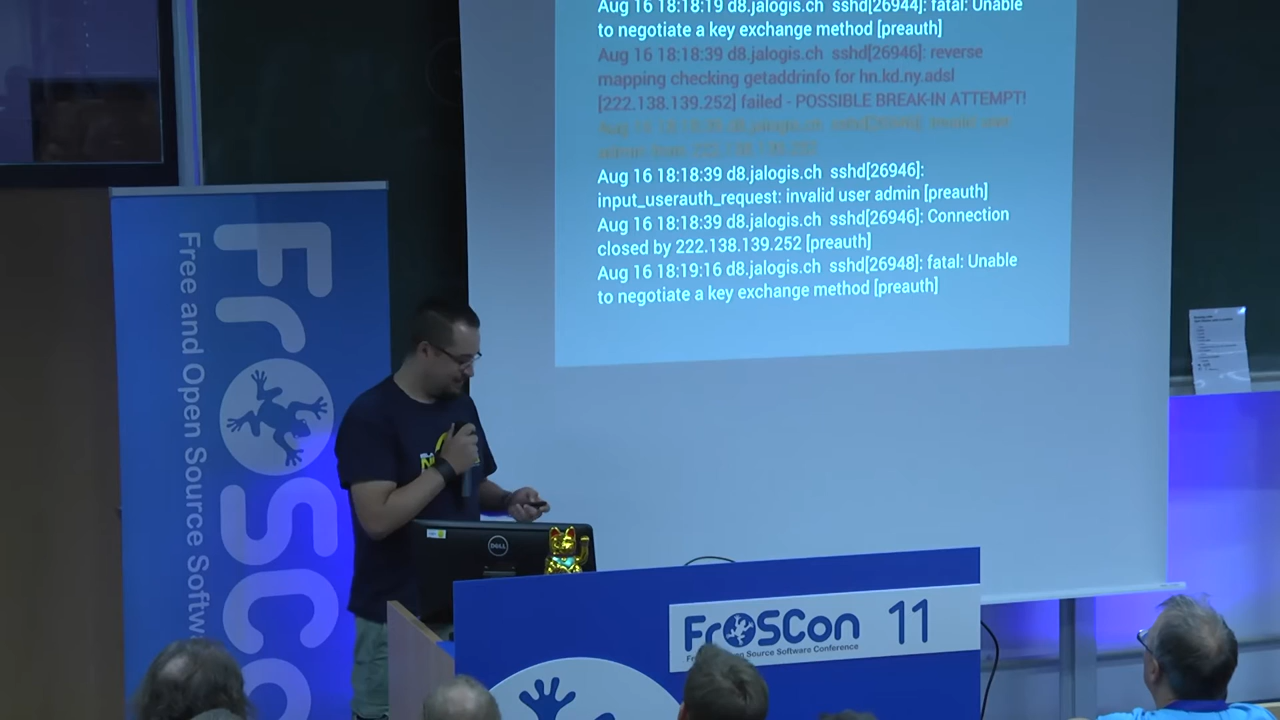 Aug 16 18:18:19 d8.jalogis.ch sshd[26944]: fatal: Unable
to negotiate a key exchange method [preauth]
Aug 16 18:18:39 d8.jalogis.ch sshd[26946]: reverse
mapping checking getaddrinfo for hn.kd.ny.adsl
[222.138.139.252] failed - POSSIBLE BREAK-IN ATTEMPT!
Aug 16 18:18:39 d8.jalogis.ch sshd[26946]:
input_userauth_request: invalid user admin [preauth]
Aug 16 18:18:39 d8.jalogis.ch sshd[26946]: Connection
closed by 222.138.139.252 [preauth]
Aug 16 18:19:16 d8.jalogis.ch sshd[26948]: fatal: Unable
to negotiate a key exchange method [preauth]
FrOSCo
Free and Open Source Softw
DELL
FrOSCon 11
Source Software Conference